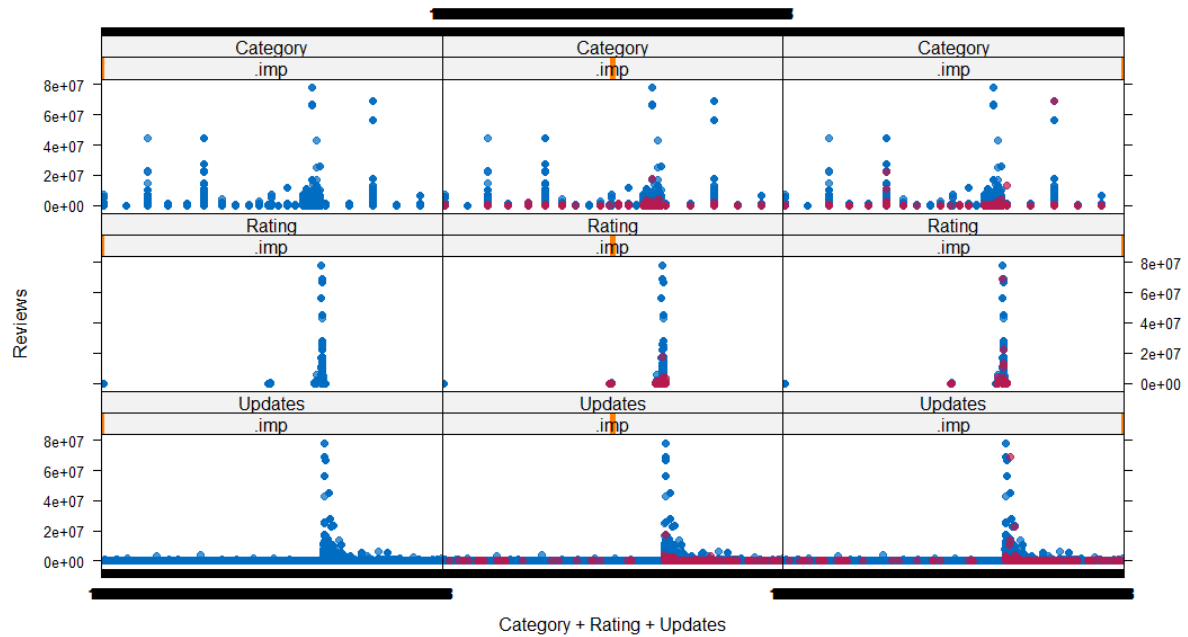 Category Category Category
.imp .imp .imp
8e+07
6e+07
4e+07
2e+07
0e+00
Rating Rating Rating
.imp .imp .imp
8e+07
6e+07
4e+07
2e+07
0e+00
Reviews
Updates Updates Updates
.imp .imp .imp
8e+07
6e+07
4e+07
2e+07
0e+00
Category + Rating + Updates